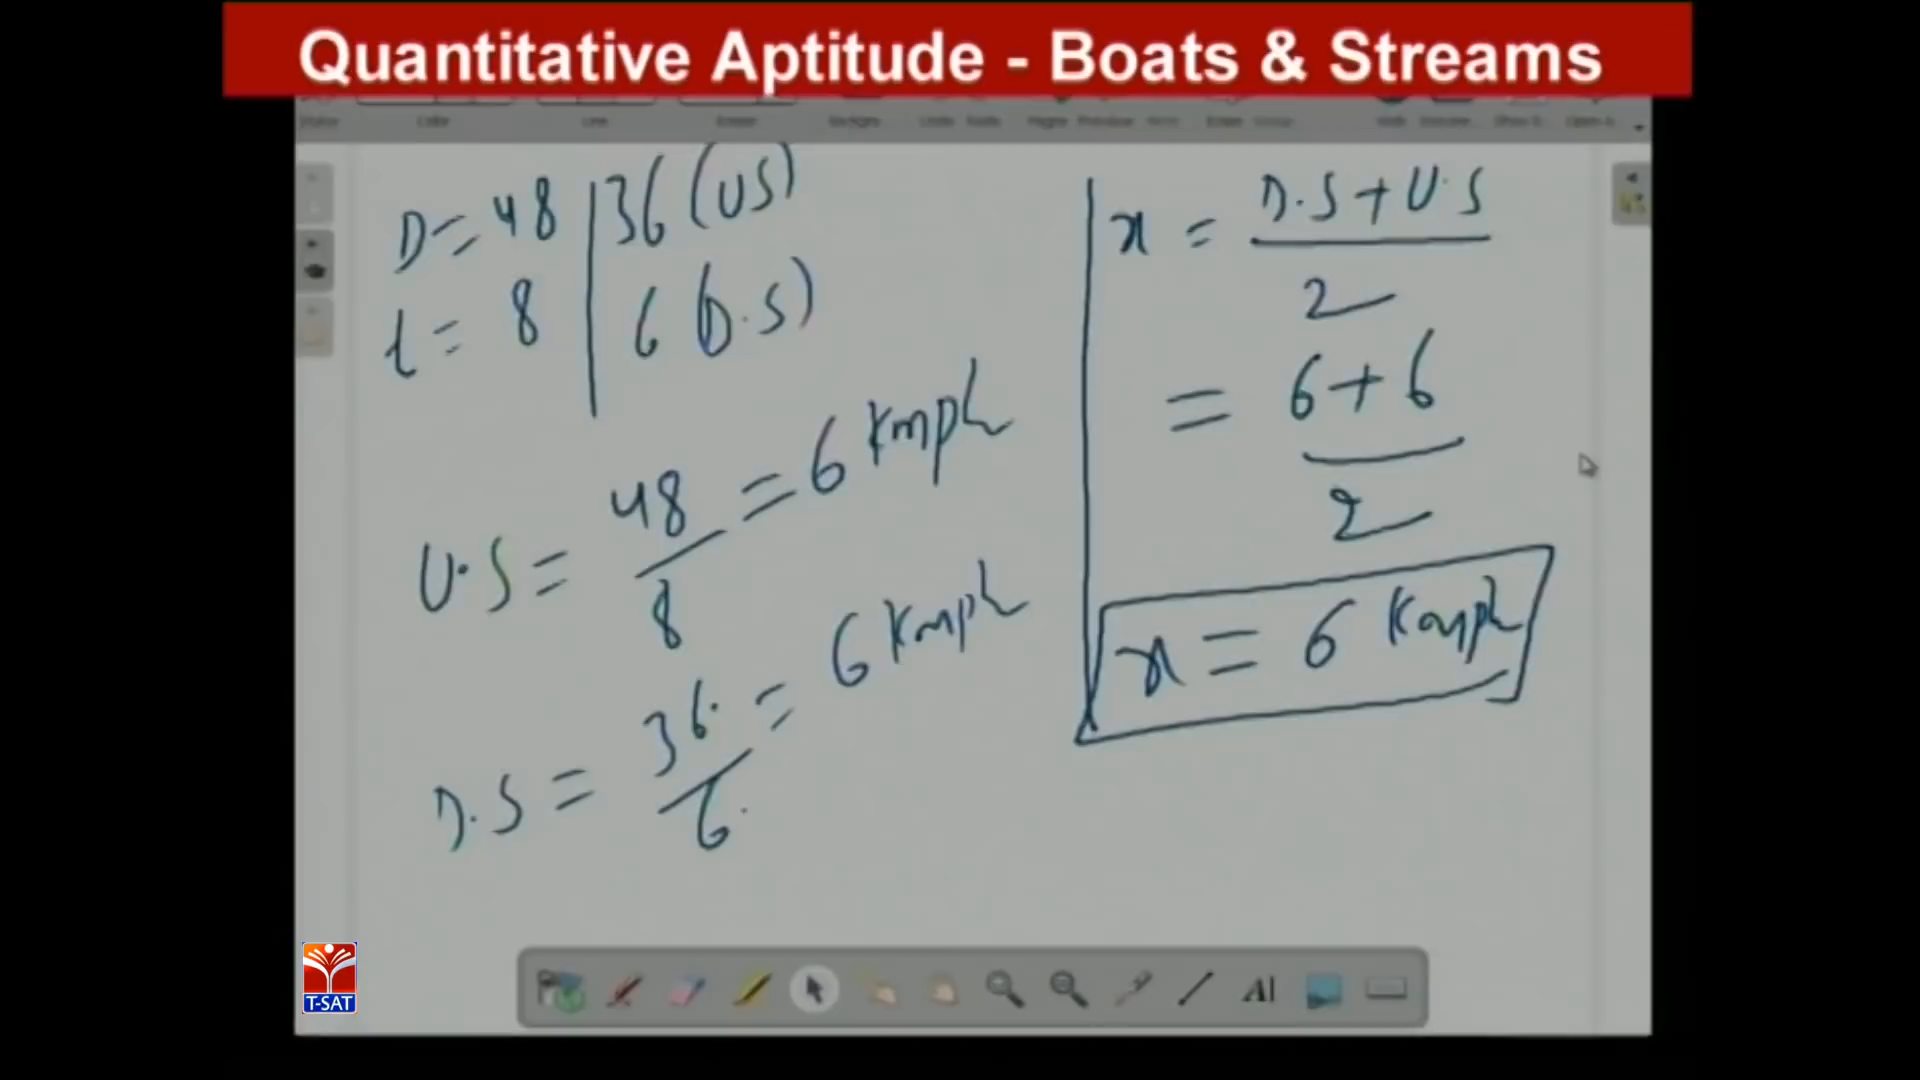 Quantitative Aptitude - Boats & Streams
D = 48 | 36 (US)
t = 8 | 6 (D.S)
U.S = 48/8 = 6 Kmph
D.S = 36/6 = 6 Kmph
x = D.S + U.S / 2
= 6 + 6 / 2
x = 6 Kmph
T-SAT
AI